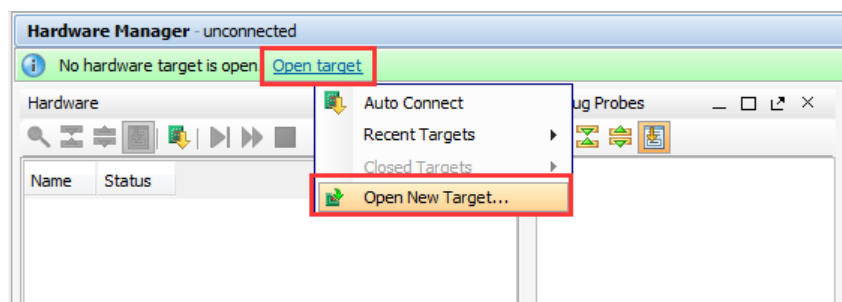 Hardware Manager - unconnected
No hardware target is open Open target
Hardware
Auto Connect
ug Probes
Recent Targets
Closed Targets
Name Status
Open New Target...